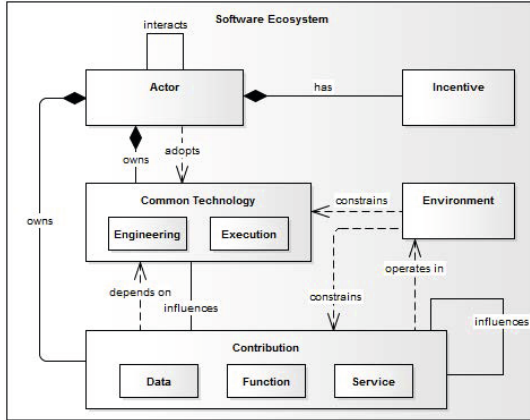 interacts
Software Ecosystem
Actor
has
Incentive
owns
adopts
Common Technology
Engineering
Execution
constrains
Environment
owns
depends on
influences
constrains
operates in
influences
Contribution
Data
Function
Service